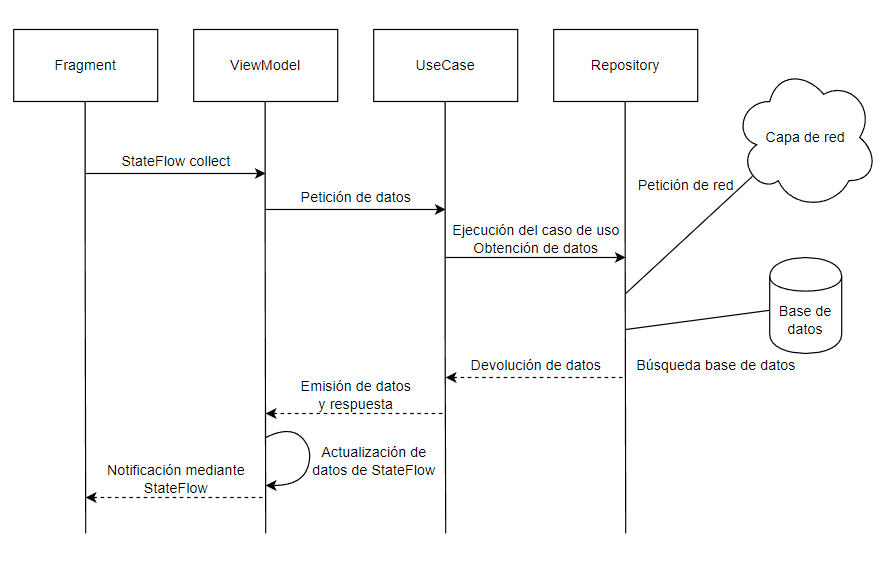 Fragment
ViewModel
UseCase
Repository
Capa de red
StateFlow collect
Petición de red
Petición de datos
Ejecución del caso de uso
Obtención de datos
Base de
datos
Devolución de datos
Búsqueda base de datos
Emisión de datos
y respuesta
Actualización de
datos de StateFlow
Notificación mediante
StateFlow